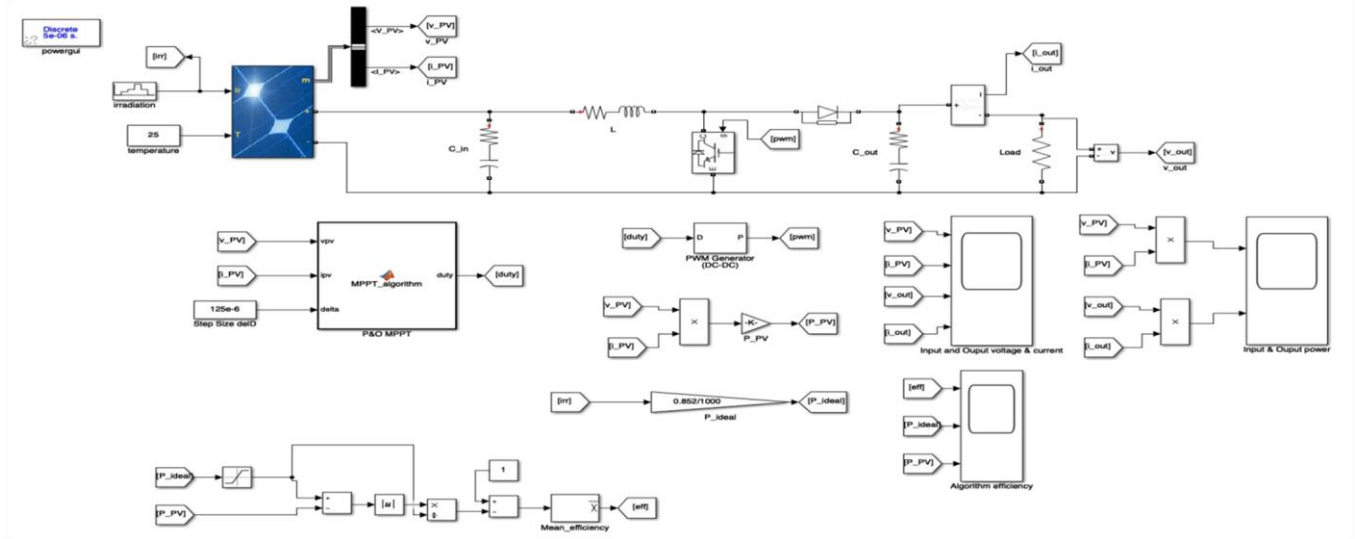 Discrete
5e-06 s.
powergui
[irr]
irradiation
25
temperature
Ir
T
m
+
-
<V_PV>
<I_PV>
[v_PV]
v_PV
[i_PV]
i_PV
C_in
L
g
C
E
[pwm]
C_out
+
i
-
[i_out]
i_out
Load
+
-
v
[v_out]
v_out
v_PV]
[i_PV]
125e-6
Step Size delD
vpv
ipv
delta
MPPT_algorithm
duty
P&O MPPT
[duty]
[duty]
D
P
PWM Generator
(DC-DC)
[pwm]
v_PV]
[i_PV]
×
-K-
P_PV
[P_PV]
v_PV]
[i_PV]
[v_out]
[i_out]
Input and Ouput voltage & current
v_PV]
[i_PV]
×
[v_out]
[i_out]
×
Input & Ouput power
[irr]
0.852/1000
P_ideal
[P_ideal]
[eff]
[P_ideal]
[P_PV]
Algorithm efficiency
[P_ideal]
[P_PV]
+
-
|u|
×
÷
1
+
-
X
Mean_efficiency
[eff]